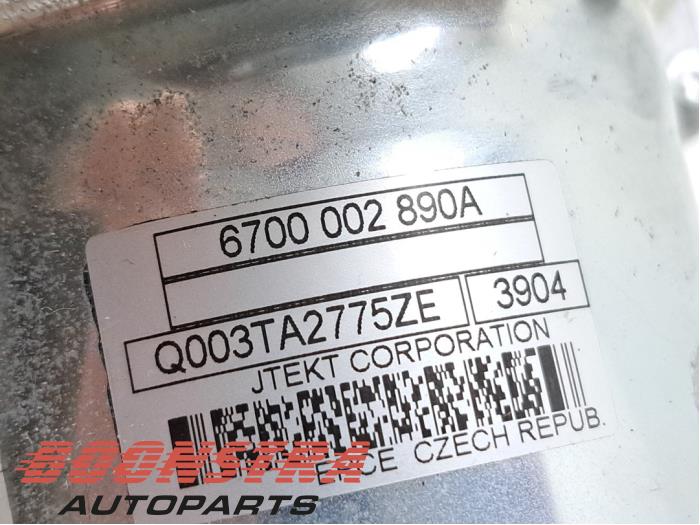 6700 002 890A
Q003TA2775ZE 3904
JTEKT CORPORATION
CZECH REPUB.
BOONSTRA
AUTOPARTS